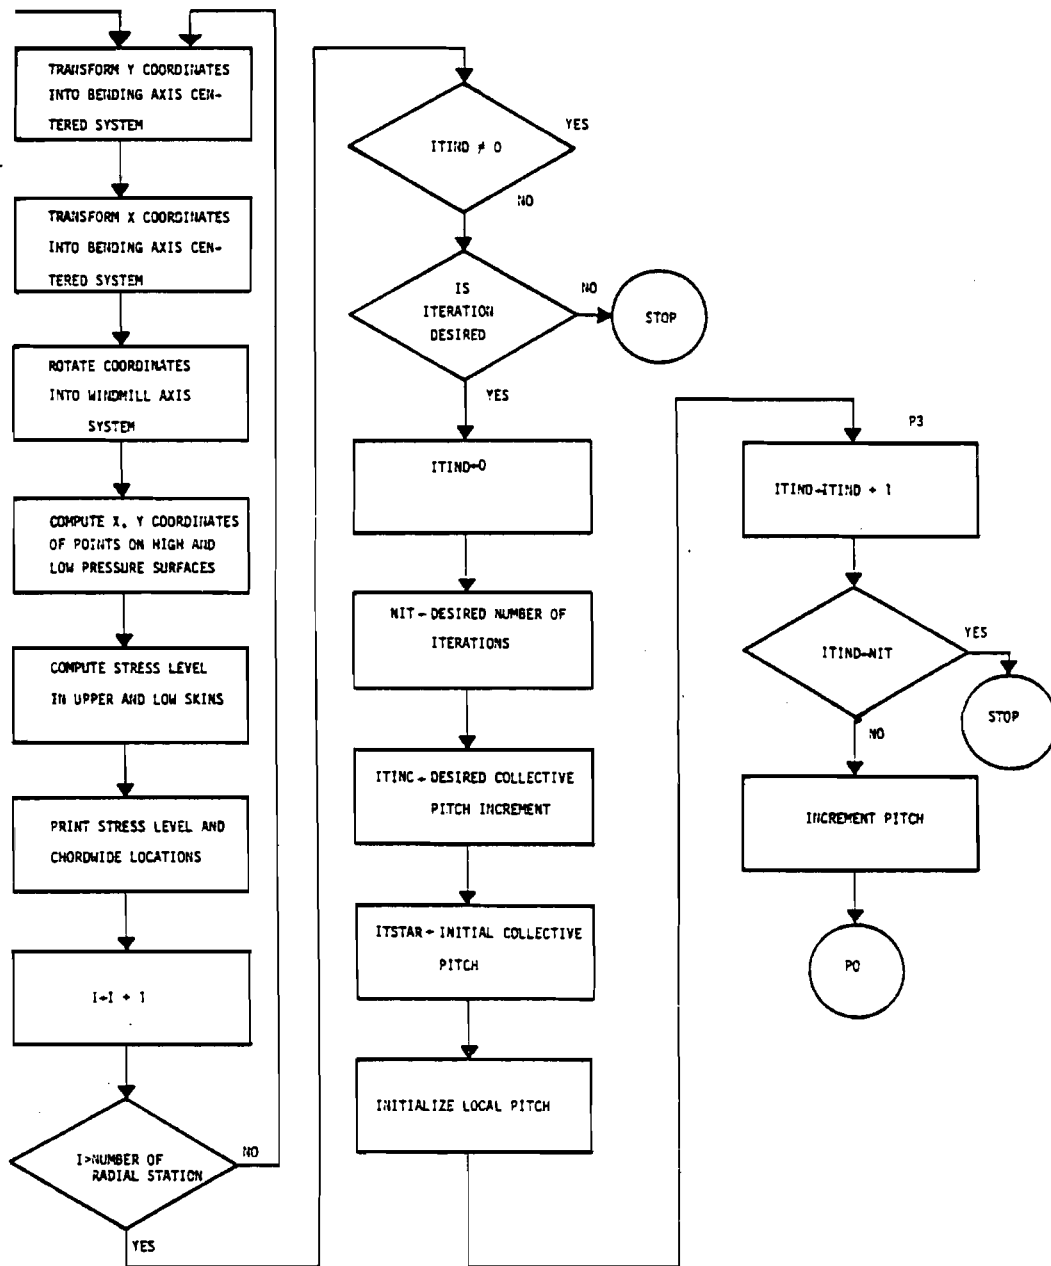 TRANSFORM Y COORDINATES
INTO BENDING AXIS CEN-
TERED SYSTEM
TRANSFORM X COORDINATES
INTO BENDING AXIS CEN-
TERED SYSTEM
ROTATE COORDINATES
INTO WINDMILL AXIS
SYSTEM
COMPUTE X, Y COORDINATES
OF POINTS ON HIGH AND
LOW PRESSURE SURFACES
COMPUTE STRESS LEVEL
IN UPPER AND LOW SKINS
PRINT STRESS LEVEL AND
CHORDWIDE LOCATIONS
I←I + 1
I>NUMBER OF
RADIAL STATION
NO
YES
ITIND ≠ 0
YES
NO
IS
ITERATION
DESIRED
NO
STOP
YES
ITIND←0
NIT←DESIRED NUMBER OF
ITERATIONS
ITINC←DESIRED COLLECTIVE
PITCH INCREMENT
ITSTAR←INITIAL COLLECTIVE
PITCH
INITIALIZE LOCAL PITCH
P3
ITIND←ITIND + 1
ITIND=NIT
YES
STOP
NO
INCREMENT PITCH
PO